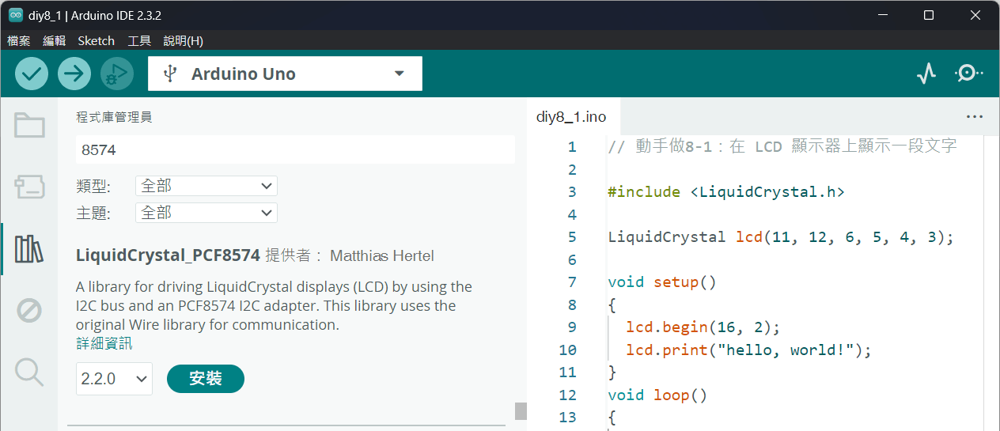 diy8_1 | Arduino IDE 2.3.2
檔案 編輯 Sketch 工具 說明(H)
Arduino Uno
程式庫管理員
8574
類型: 全部
主題: 全部
LiquidCrystal_PCF8574 提供者： Matthias Hertel
A library for driving LiquidCrystal displays (LCD) by using the
I2C bus and an PCF8574 I2C adapter. This library uses the
original Wire library for communication.
詳細資訊
2.2.0 安裝
diy8_1.ino
1 // 動手做8-1：在 LCD 顯示器上顯示一段文字
2
3 #include <LiquidCrystal.h>
4
5 LiquidCrystal lcd(11, 12, 6, 5, 4, 3);
6
7 void setup()
8 {
9 lcd.begin(16, 2);
10 lcd.print("hello, world!");
11 }
12 void loop()
13 {